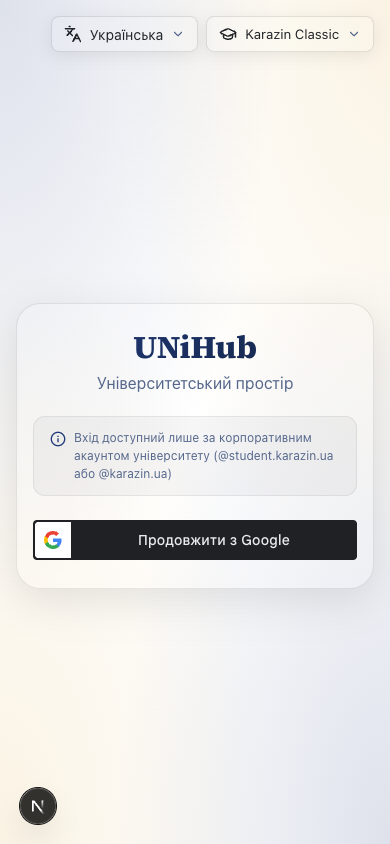 Українська
Karazin Classic
UNiHub
Університетський простір
Вхід доступний лише за корпоративним
акаунтом університету (@student.karazin.ua
або @karazin.ua)
Продовжити з Google
N